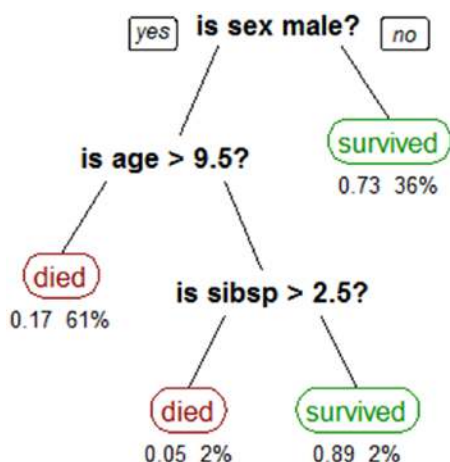 yes is sex male? no
survived
is age > 9.5?
0.73 36%
died
is sibsp > 2.5?
0.17 61%
died survived
0.05 2% 0.89 2%